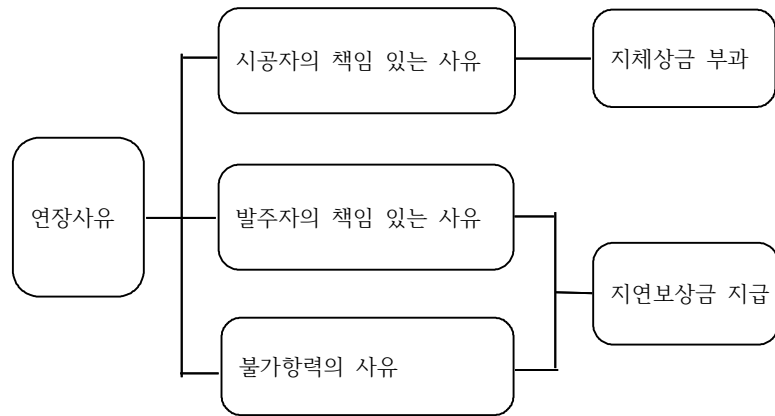 시공자의 책임 있는 사유
지체상금 부과
연장사유
발주자의 책임 있는 사유
지연보상금 지급
불가항력의 사유